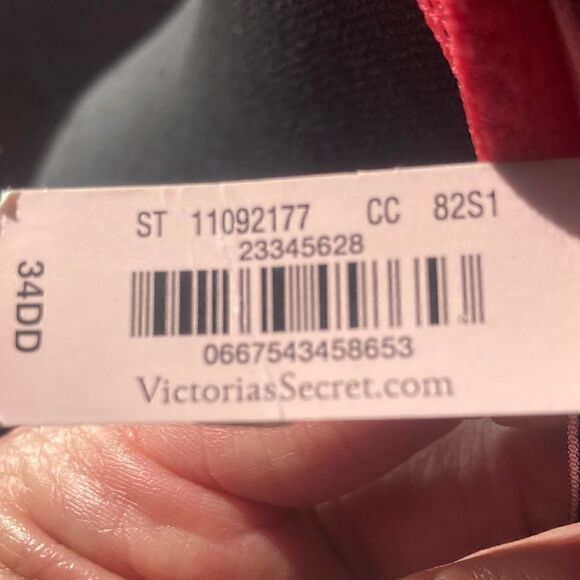 ST 11092177 CC 82S1
23345628
34DD
0667543458653
VictoriasSecret.com